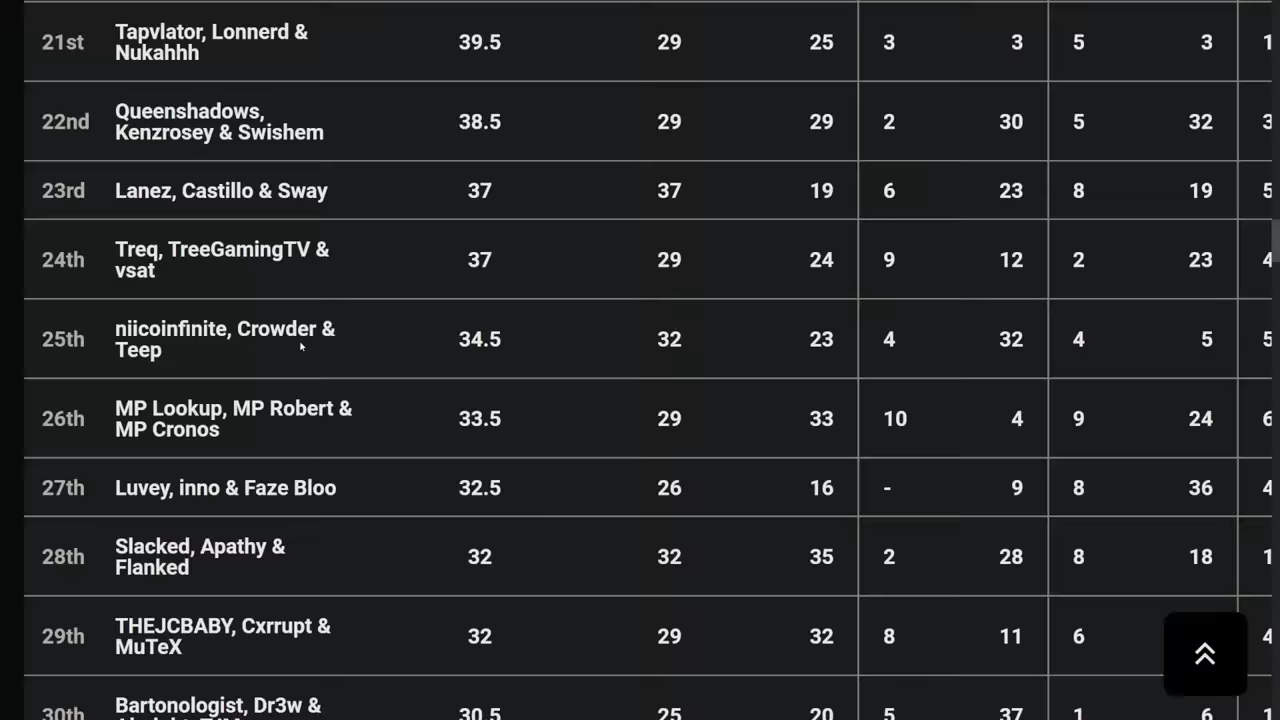 21st Tapvlator, Lonnerd & 39.5 29 25 3 3 5 3 1
Nukahhh
22nd Queenshadows, 38.5 29 29 2 30 5 32 3
Kenzrosey & Swishem
23rd Lanez, Castillo & Sway 37 37 19 6 23 8 19 5
24th Treq, TreeGamingTV & 37 29 24 9 12 2 23 4
vsat
25th niicoinfinite, Crowder & 34.5 32 23 4 32 4 5 5
Teep
26th MP Lookup, MP Robert & 33.5 29 33 10 4 9 24 6
MP Cronos
27th Luvey, inno & Faze Bloo 32.5 26 16 - 9 8 36 4
28th Slacked, Apathy & 32 32 35 2 28 8 18 1
Flanked
29th THEJCBABY, Cxrrupt & 32 29 32 8 11 6 4
MuTeX
30th Bartonologist, Dr3w & 30.5 25 20 5 37 1 6 1